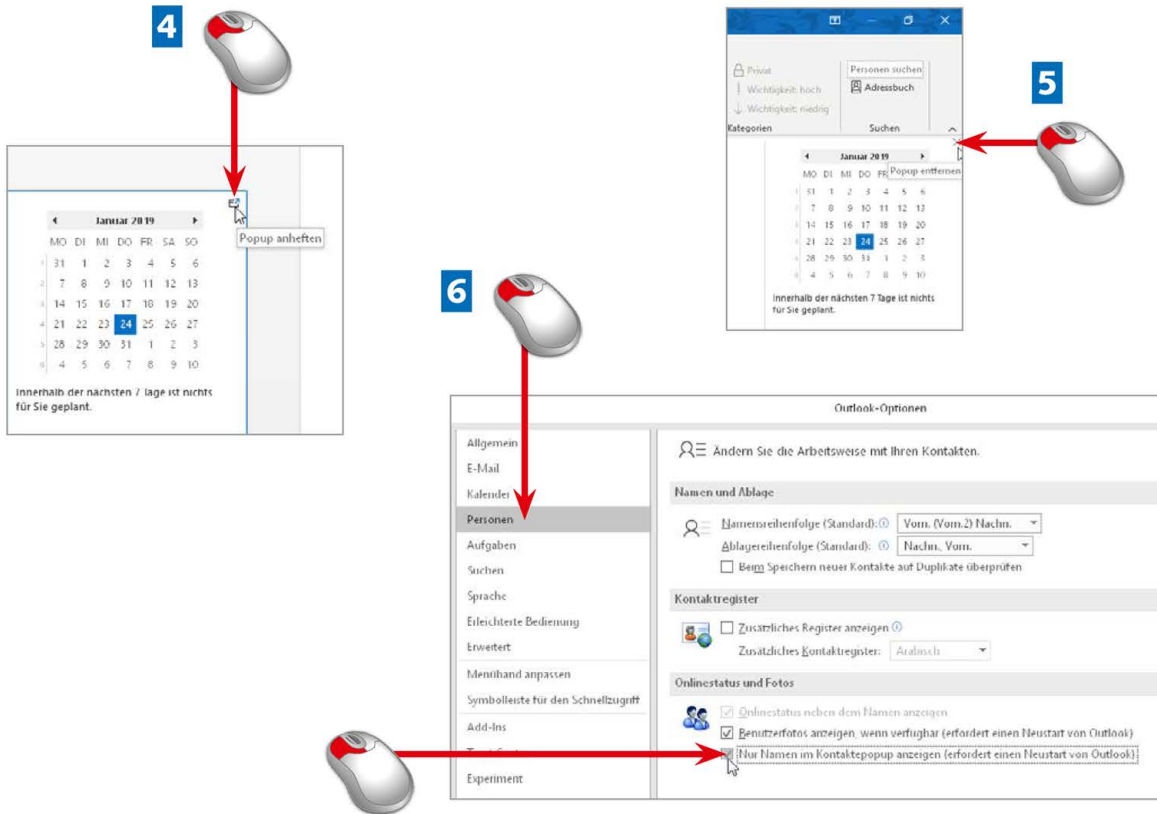 4
Januar 2019
MO DI MI DO FR SA SO
1 31 1 2 3 4 5 6
2 7 8 9 10 11 12 13
3 14 15 16 17 18 19 20
4 21 22 23 24 25 26 27
5 28 29 30 31 1 2 3
6 4 5 6 7 8 9 10
Popup anheften
Innerhalb der nächsten 7 Tage ist nichts
für Sie geplant.
5
Privat
Wichtigkeit: hoch
Wichtigkeit: niedrig
Kategorien
Personen suchen
Adressbuch
Suchen
Januar 2019
MO DI MI DO FR
Popup entfernen
31 1 2 3 4 5 6
7 8 9 10 11 12 13
14 15 16 17 18 19 20
21 22 23 24 25 26 27
28 29 30 31 1 2 3
4 5 6 7 8 9 10
Innerhalb der nächsten 7 Tage ist nichts
für Sie geplant.
6
Outlook-Optionen
Allgemein
E-Mail
Kalender
Personen
Aufgaben
Suchen
Sprache
Erleichterte Bedienung
Erweitert
Menüband anpassen
Symbolleiste für den Schnellzugriff
Add-Ins
Experiment
Ändern Sie die Arbeitsweise mit Ihren Kontakten.
Namen und Ablage
Namensreihenfolge (Standard): Vorn. (Vorn.2) Nachn.
Ablagereihenfolge (Standard): Nachn., Vorn.
Beim Speichern neuer Kontakte auf Duplikate überprüfen
Kontaktregister
Zusätzliches Register anzeigen
Zusätzliches Kontaktregister: Arabisch
Onlinestatus und Fotos
Onlinestatus neben dem Namen anzeigen
Benutzerfotos anzeigen, wenn verfügbar (erfordert einen Neustart von Outlook)
Nur Namen im Kontaktepopup anzeigen (erfordert einen Neustart von Outlook)